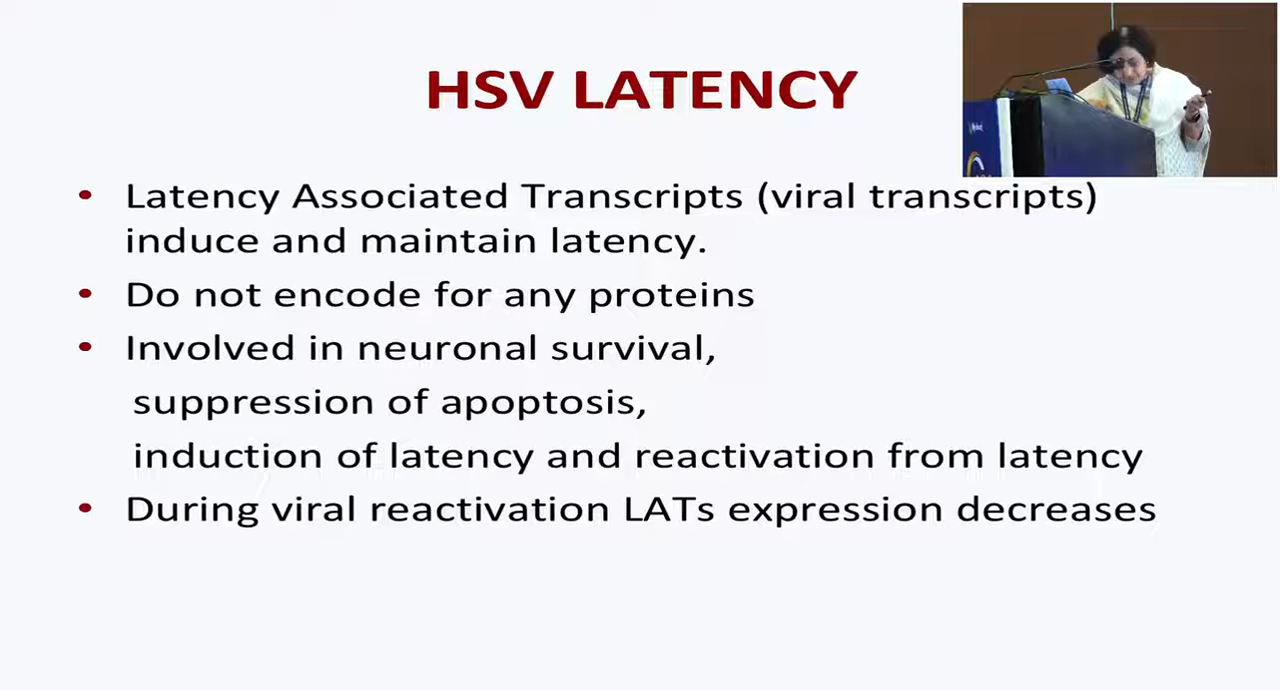 HSV LATENCY
• Latency Associated Transcripts (viral transcripts)
induce and maintain latency.
• Do not encode for any proteins
• Involved in neuronal survival,
suppression of apoptosis,
induction of latency and reactivation from latency
• During viral reactivation LATs expression decreases